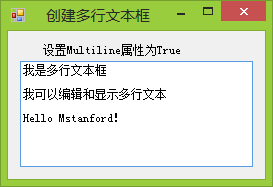 创建多行文本框
设置Multiline属性为True
我是多行文本框
我可以编辑和显示多行文本
Hello Mstanford!